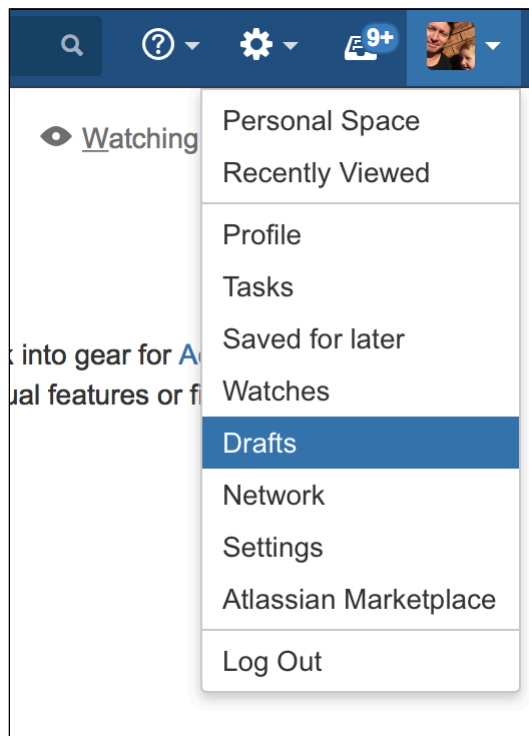 9+
Watching
Personal Space
Recently Viewed
Profile
Tasks
Saved for later
into gear for
Watches
ual features or
Drafts
Network
Settings
Atlassian Marketplace
Log Out